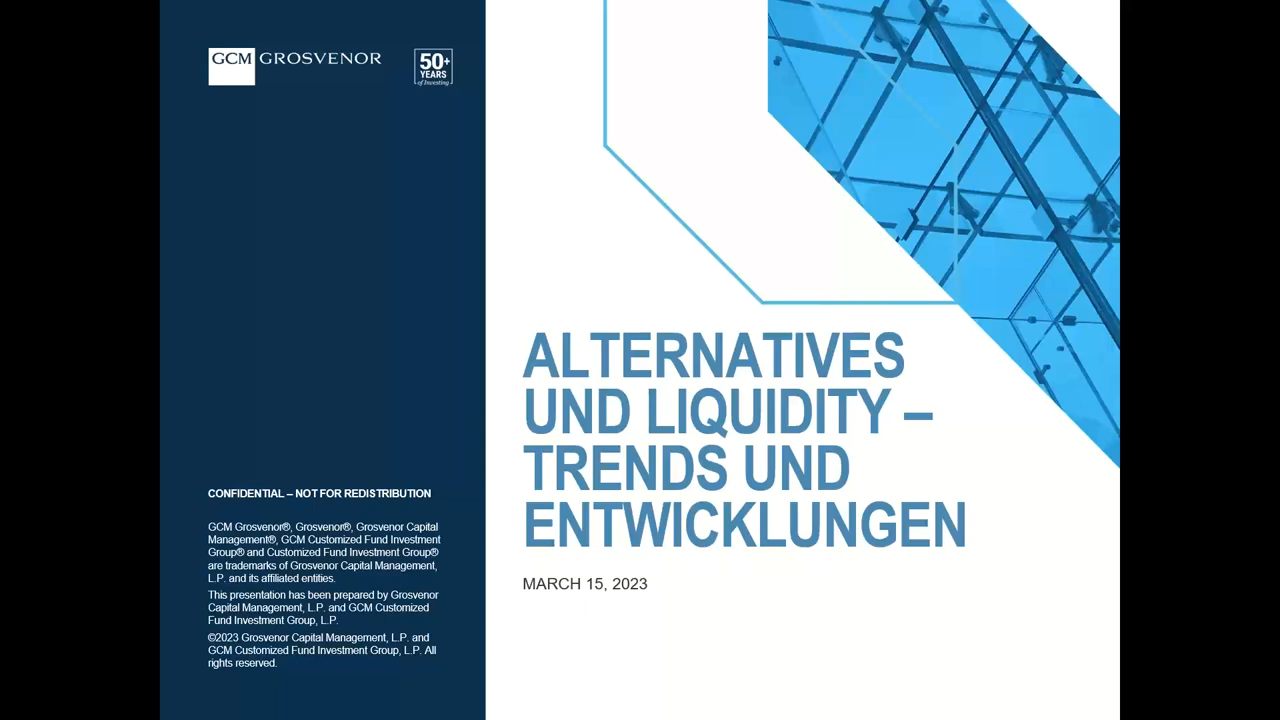 GCM GROSVENOR
50+
YEARS
of Investing
CONFIDENTIAL – NOT FOR REDISTRIBUTION
GCM Grosvenor®, Grosvenor®, Grosvenor Capital
Management®, GCM Customized Fund Investment
Group® and Customized Fund Investment Group®
are trademarks of Grosvenor Capital Management,
L.P. and its affiliated entities.
This presentation has been prepared by Grosvenor
Capital Management, L.P. and GCM Customized
Fund Investment Group, L.P.
©2023 Grosvenor Capital Management, L.P. and
GCM Customized Fund Investment Group, L.P. All
rights reserved.
ALTERNATIVES
UND LIQUIDITY –
TRENDS UND
ENTWICKLUNGEN
MARCH 15, 2023